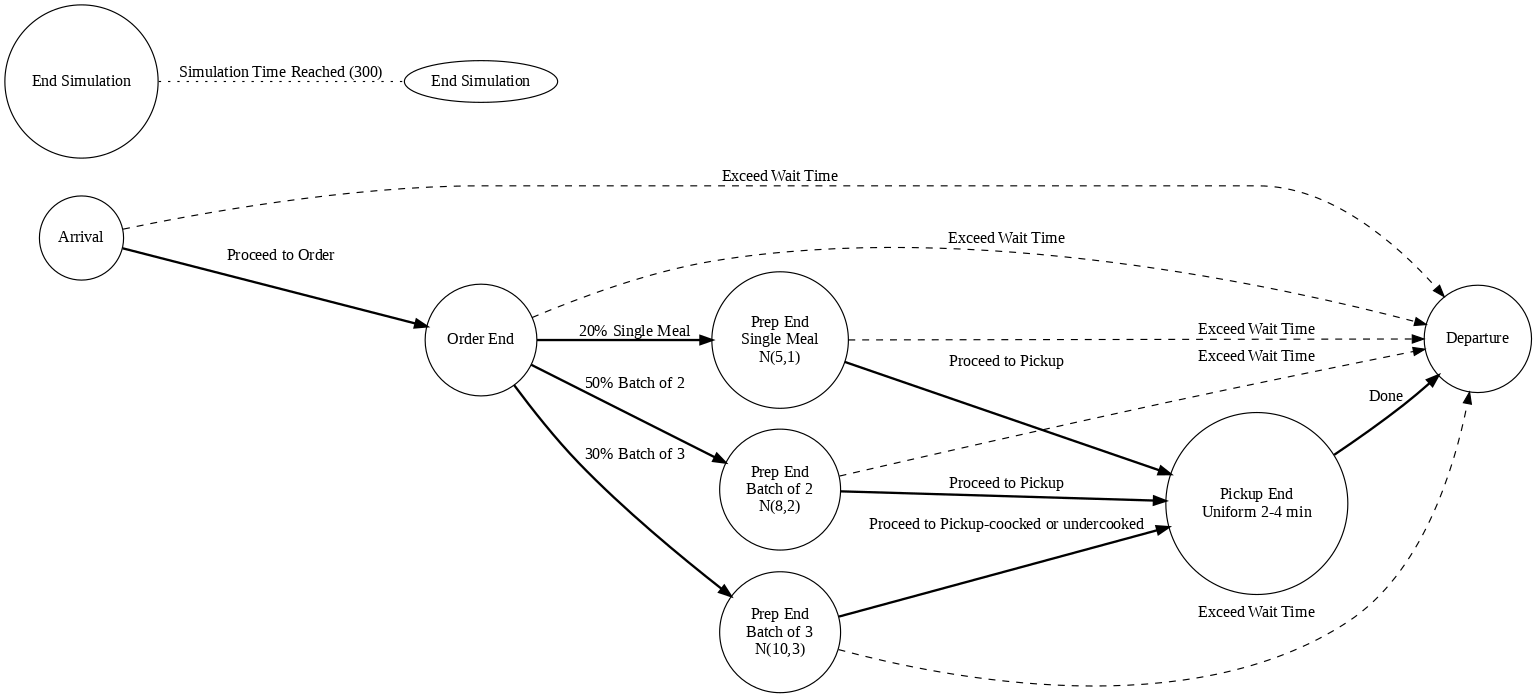 End Simulation
Simulation Time Reached (300)
End Simulation
Exceed Wait Time
Arrival
Proceed to Order
Exceed Wait Time
Order End
20% Single Meal
50% Batch of 2
30% Batch of 3
Prep End
Single Meal
N(5,1)
Exceed Wait Time
Exceed Wait Time
Proceed to Pickup
Departure
Done
Prep End
Batch of 2
N(8,2)
Proceed to Pickup
Proceed to Pickup-coocked or undercooked
Pickup End
Uniform 2-4 min
Prep End
Batch of 3
N(10,3)
Exceed Wait Time